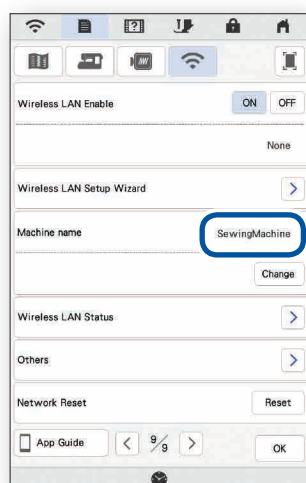 Wireless LAN Enable ON OFF
None
Wireless LAN Setup Wizard
Machine name SewingMachine
Change
Wireless LAN Status
Others
Network Reset Reset
App Guide 9/9 OK